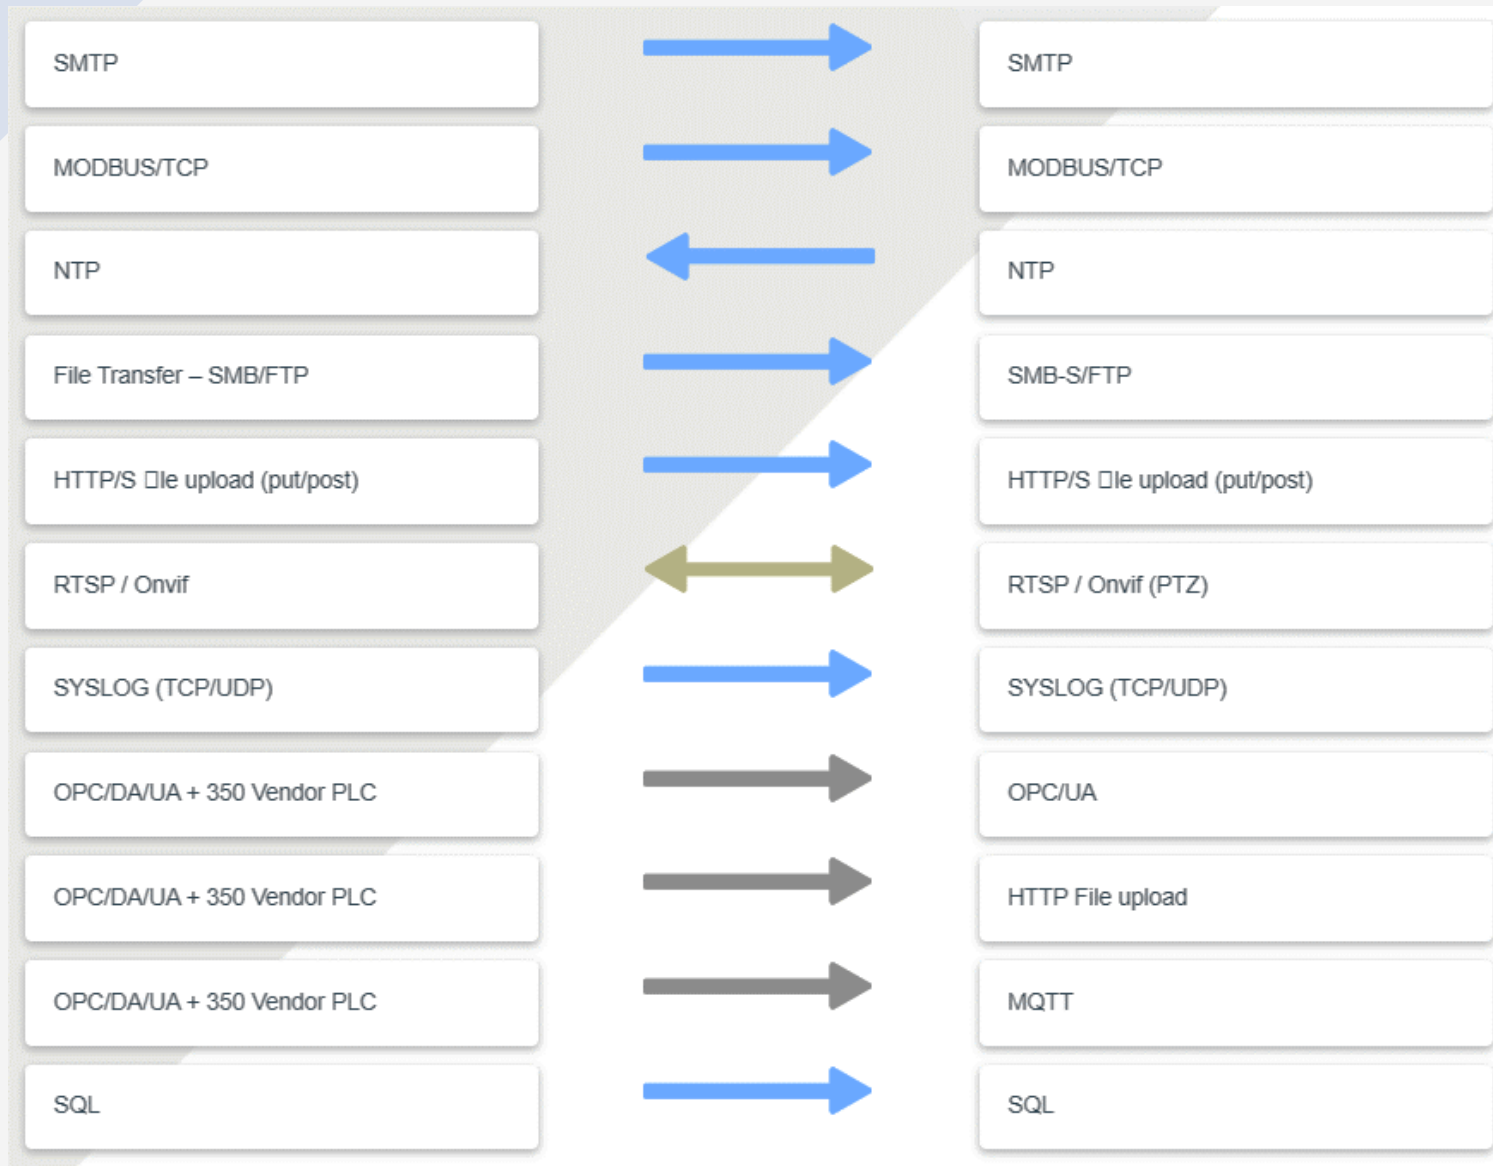 SMTP
SMTP
MODBUS/TCP
MODBUS/TCP
NTP
NTP
File Transfer – SMB/FTP
SMB-S/FTP
HTTP/S □le upload (put/post)
HTTP/S □le upload (put/post)
RTSP / Onvif
RTSP / Onvif (PTZ)
SYSLOG (TCP/UDP)
SYSLOG (TCP/UDP)
OPC/DA/UA + 350 Vendor PLC
OPC/UA
OPC/DA/UA + 350 Vendor PLC
HTTP File upload
OPC/DA/UA + 350 Vendor PLC
MQTT
SQL
SQL